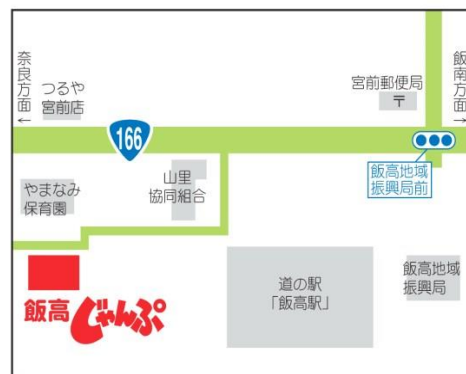 奈良方面←
つるや
宮前店
166
宮前郵便局
〒
飯南方面→
飯高地域
振興局前
やまなみ
保育園
山里
協同組合
道の駅
「飯高駅」
飯高地域
振興局
飯高じゃんぷ